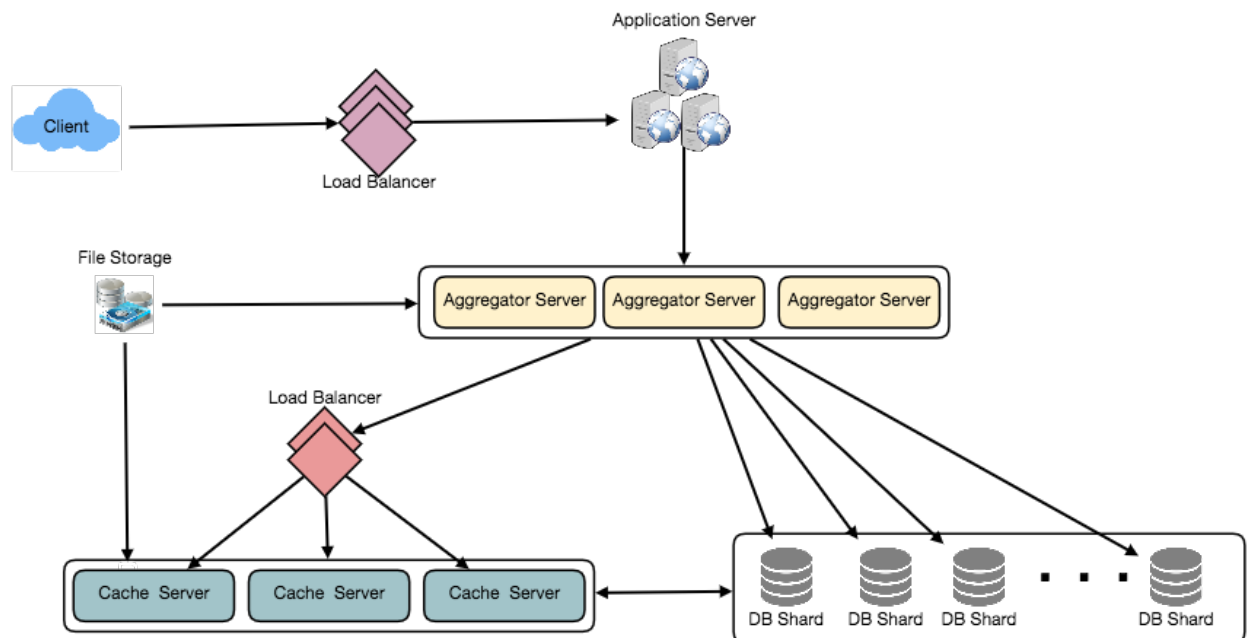 Application Server
Client
Load Balancer
File Storage
Aggregator Server
Aggregator Server
Aggregator Server
Load Balancer
Cache Server
Cache Server
Cache Server
DB Shard
DB Shard
DB Shard
DB Shard